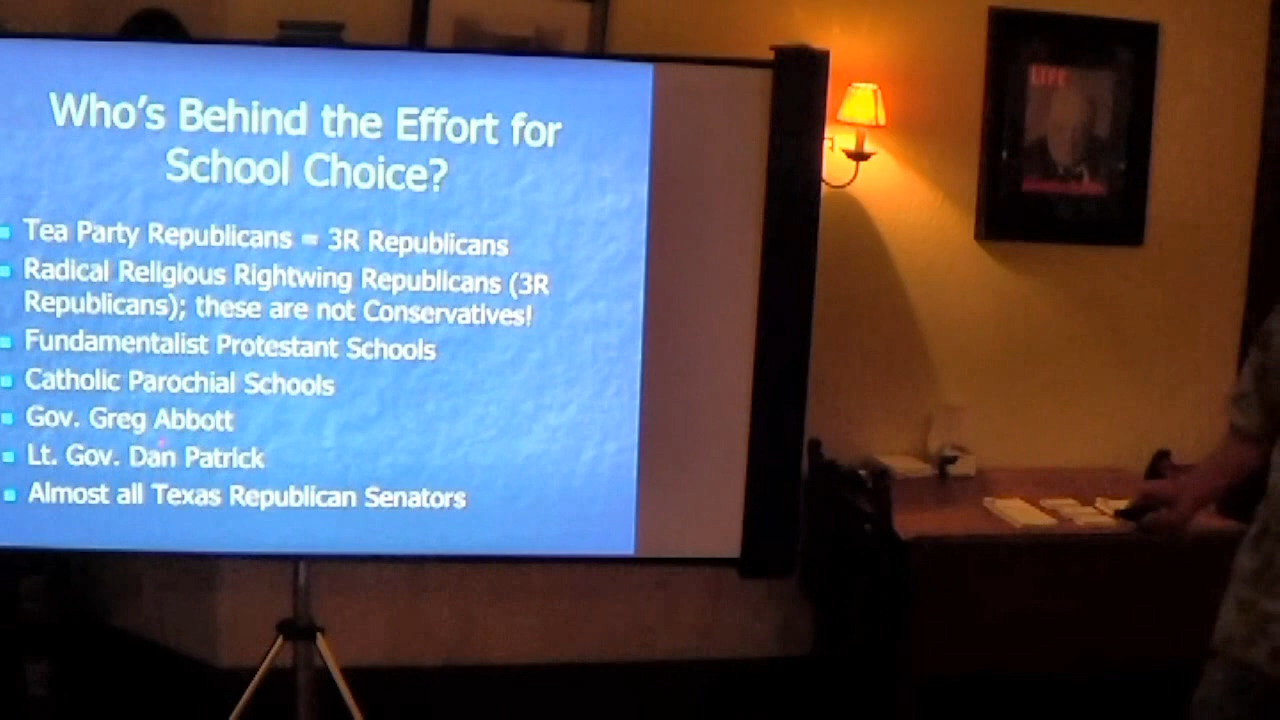 Who's Behind the Effort for
School Choice?
Tea Party Republicans = 3R Republicans
Radical Religious Rightwing Republicans (3R
Republicans); these are not Conservatives!
Fundamentalist Protestant Schools
Catholic Parochial Schools
Gov. Greg Abbott
Lt. Gov. Dan Patrick
Almost all Texas Republican Senators
LIFE